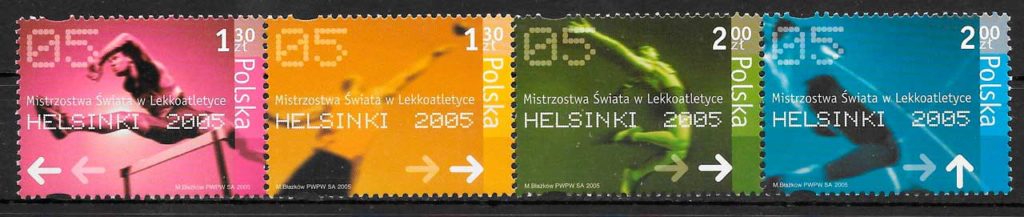 05
1 30 zł
Polska
Mistrzostwa Świata w Lekkoatletyce
HELSINKI 2005
M.Błażków PWPW SA 2005
05
1 30 zł
Polska
Mistrzostwa Świata w Lekkoatletyce
HELSINKI 2005
M.Błażków PWPW SA 2005
05
2 00 zł
Polska
Mistrzostwa Świata w Lekkoatletyce
HELSINKI 2005
M.Błażków PWPW SA 2005
05
2 00 zł
Polska
Mistrzostwa Świata w Lekkoatletyce
HELSINKI 2005
M.Błażków PWPW SA 2005